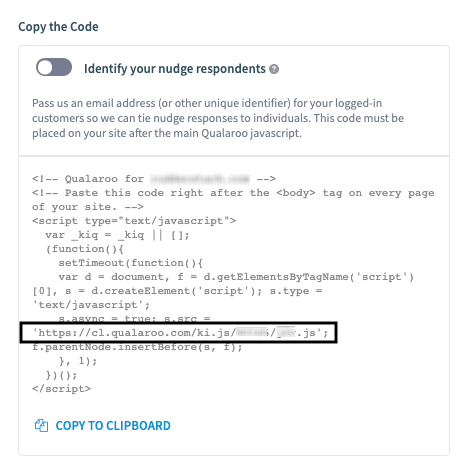 Copy the Code
Identify your nudge respondents ?
Pass us an email address (or other unique identifier) for your logged-in
customers so we can tie nudge responses to individuals. This code must be
placed on your site after the main Qualaroo javascript.
<!-- Qualaroo for -->
<!-- Paste this code right after the <body> tag on every page
of your site. -->
<script type="text/javascript">
var _kiq = _kiq || [];
(function(){
setTimeout(function(){
var d = document, f = d.getElementsByTagName('script')
[0], s = d.createElement('script'); s.type =
'text/javascript';
s.async = true; s.src =
'https://cl.qualaroo.com/ki.js/ / .js';
f.parentNode.insertBefore(s, f);
}, 1);
})();
</script>
COPY TO CLIPBOARD